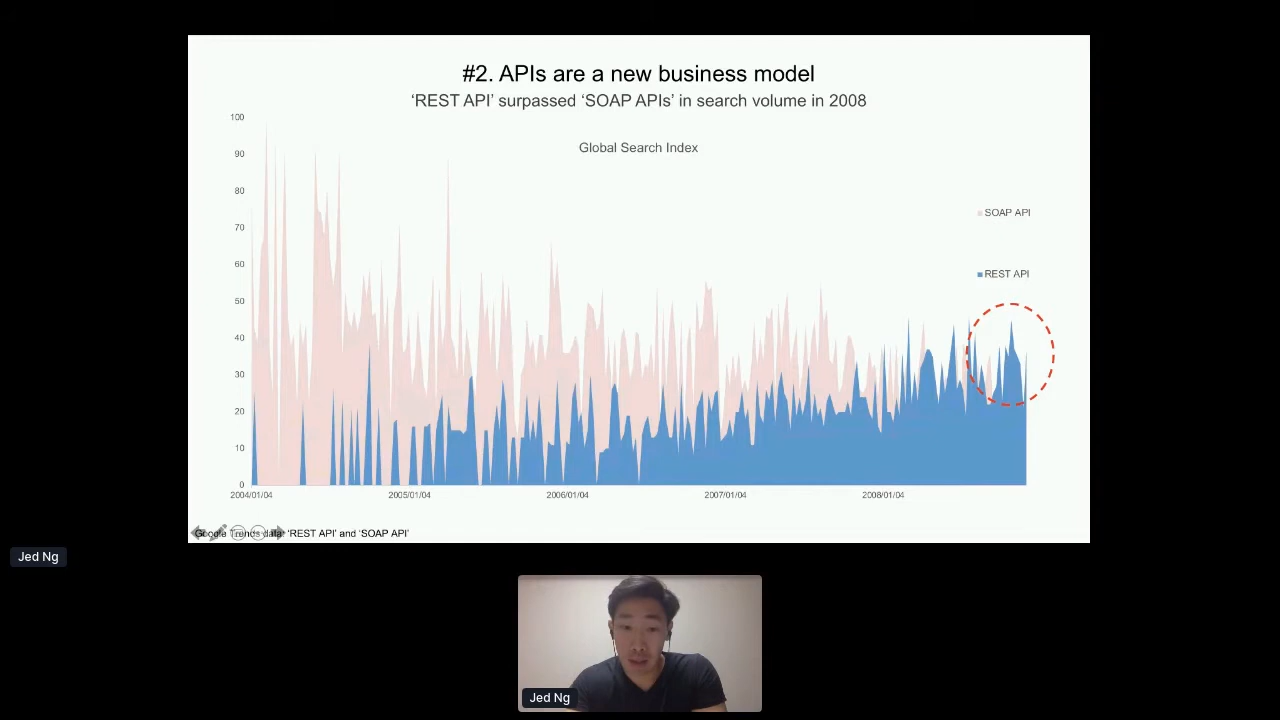 #2. APIs are a new business model
‘REST API’ surpassed ‘SOAP APIs’ in search volume in 2008
Global Search Index
100
90
80
70
60
50
40
30
20
10
0
SOAP API
REST API
2004/01/04
2005/01/04
2006/01/04
2007/01/04
2008/01/04
Google Trends data: ‘REST API’ and ‘SOAP API’
Jed Ng
Jed Ng